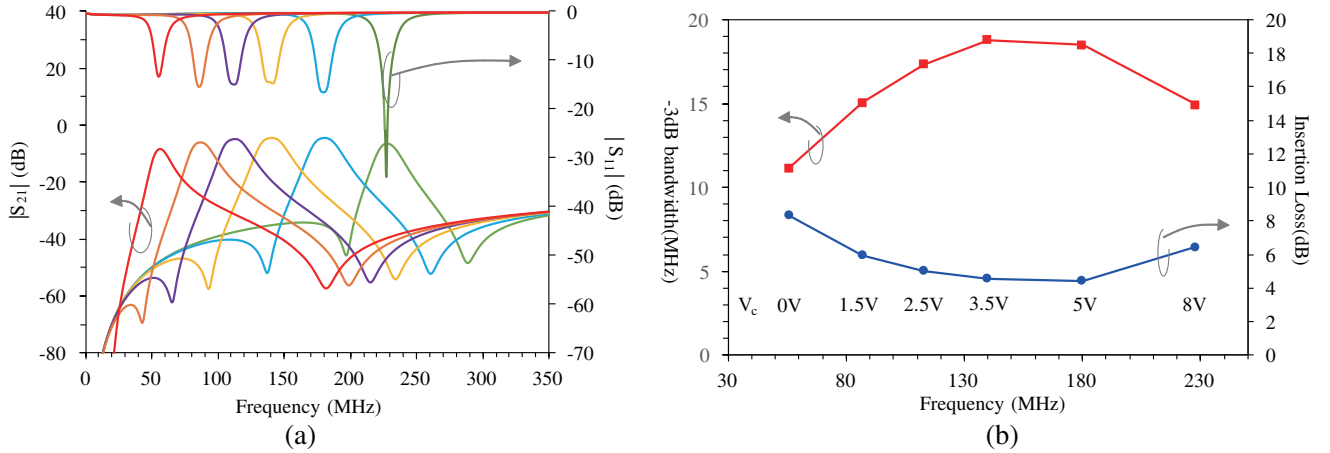 40
20
0
-20
-40
-60
-80
|S21| (dB)
0
-10
-20
-30
-40
-50
-60
-70
|S11| (dB)
0 50 100 150 200 250 300 350
Frequency (MHz)
(a)
20
15
10
5
0
-3dB bandwidth(MHz)
20
18
16
14
12
10
8
6
4
2
0
Insertion Loss(dB)
Vc 0V 1.5V 2.5V 3.5V 5V 8V
30 80 130 180 230
Frequency (MHz)
(b)